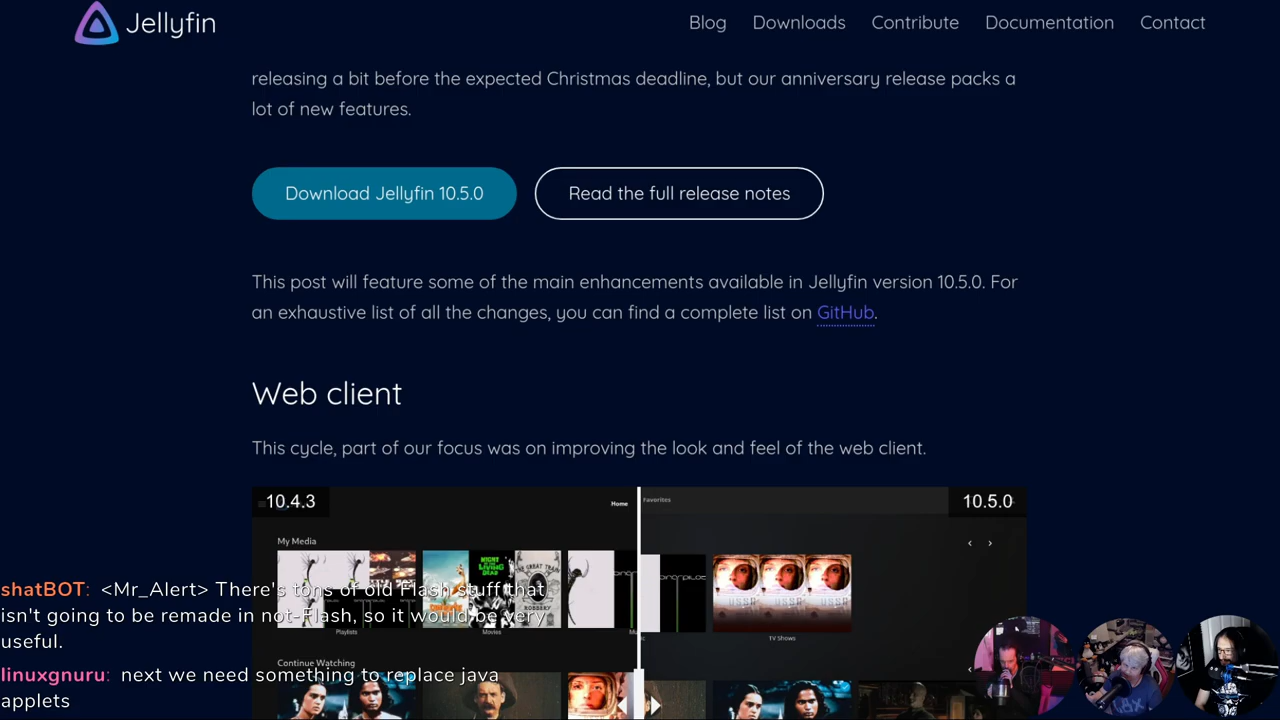 Jellyfin
Blog Downloads Contribute Documentation Contact
releasing a bit before the expected Christmas deadline, but our anniversary release packs a
lot of new features.
Download Jellyfin 10.5.0 Read the full release notes
This post will feature some of the main enhancements available in Jellyfin version 10.5.0. For
an exhaustive list of all the changes, you can find a complete list on GitHub.
Web client
This cycle, part of our focus was on improving the look and feel of the web client.
10.4.3 Home Favorites 10.5.0
My Media
Playlists Movies TV Shows
Continue Watching
shatBOT: <Mr_Alert> There's tons of old Flash stuff that
isn't going to be remade in not-Flash, so it would be very
useful.
linuxgnuru: next we need something to replace java
applets